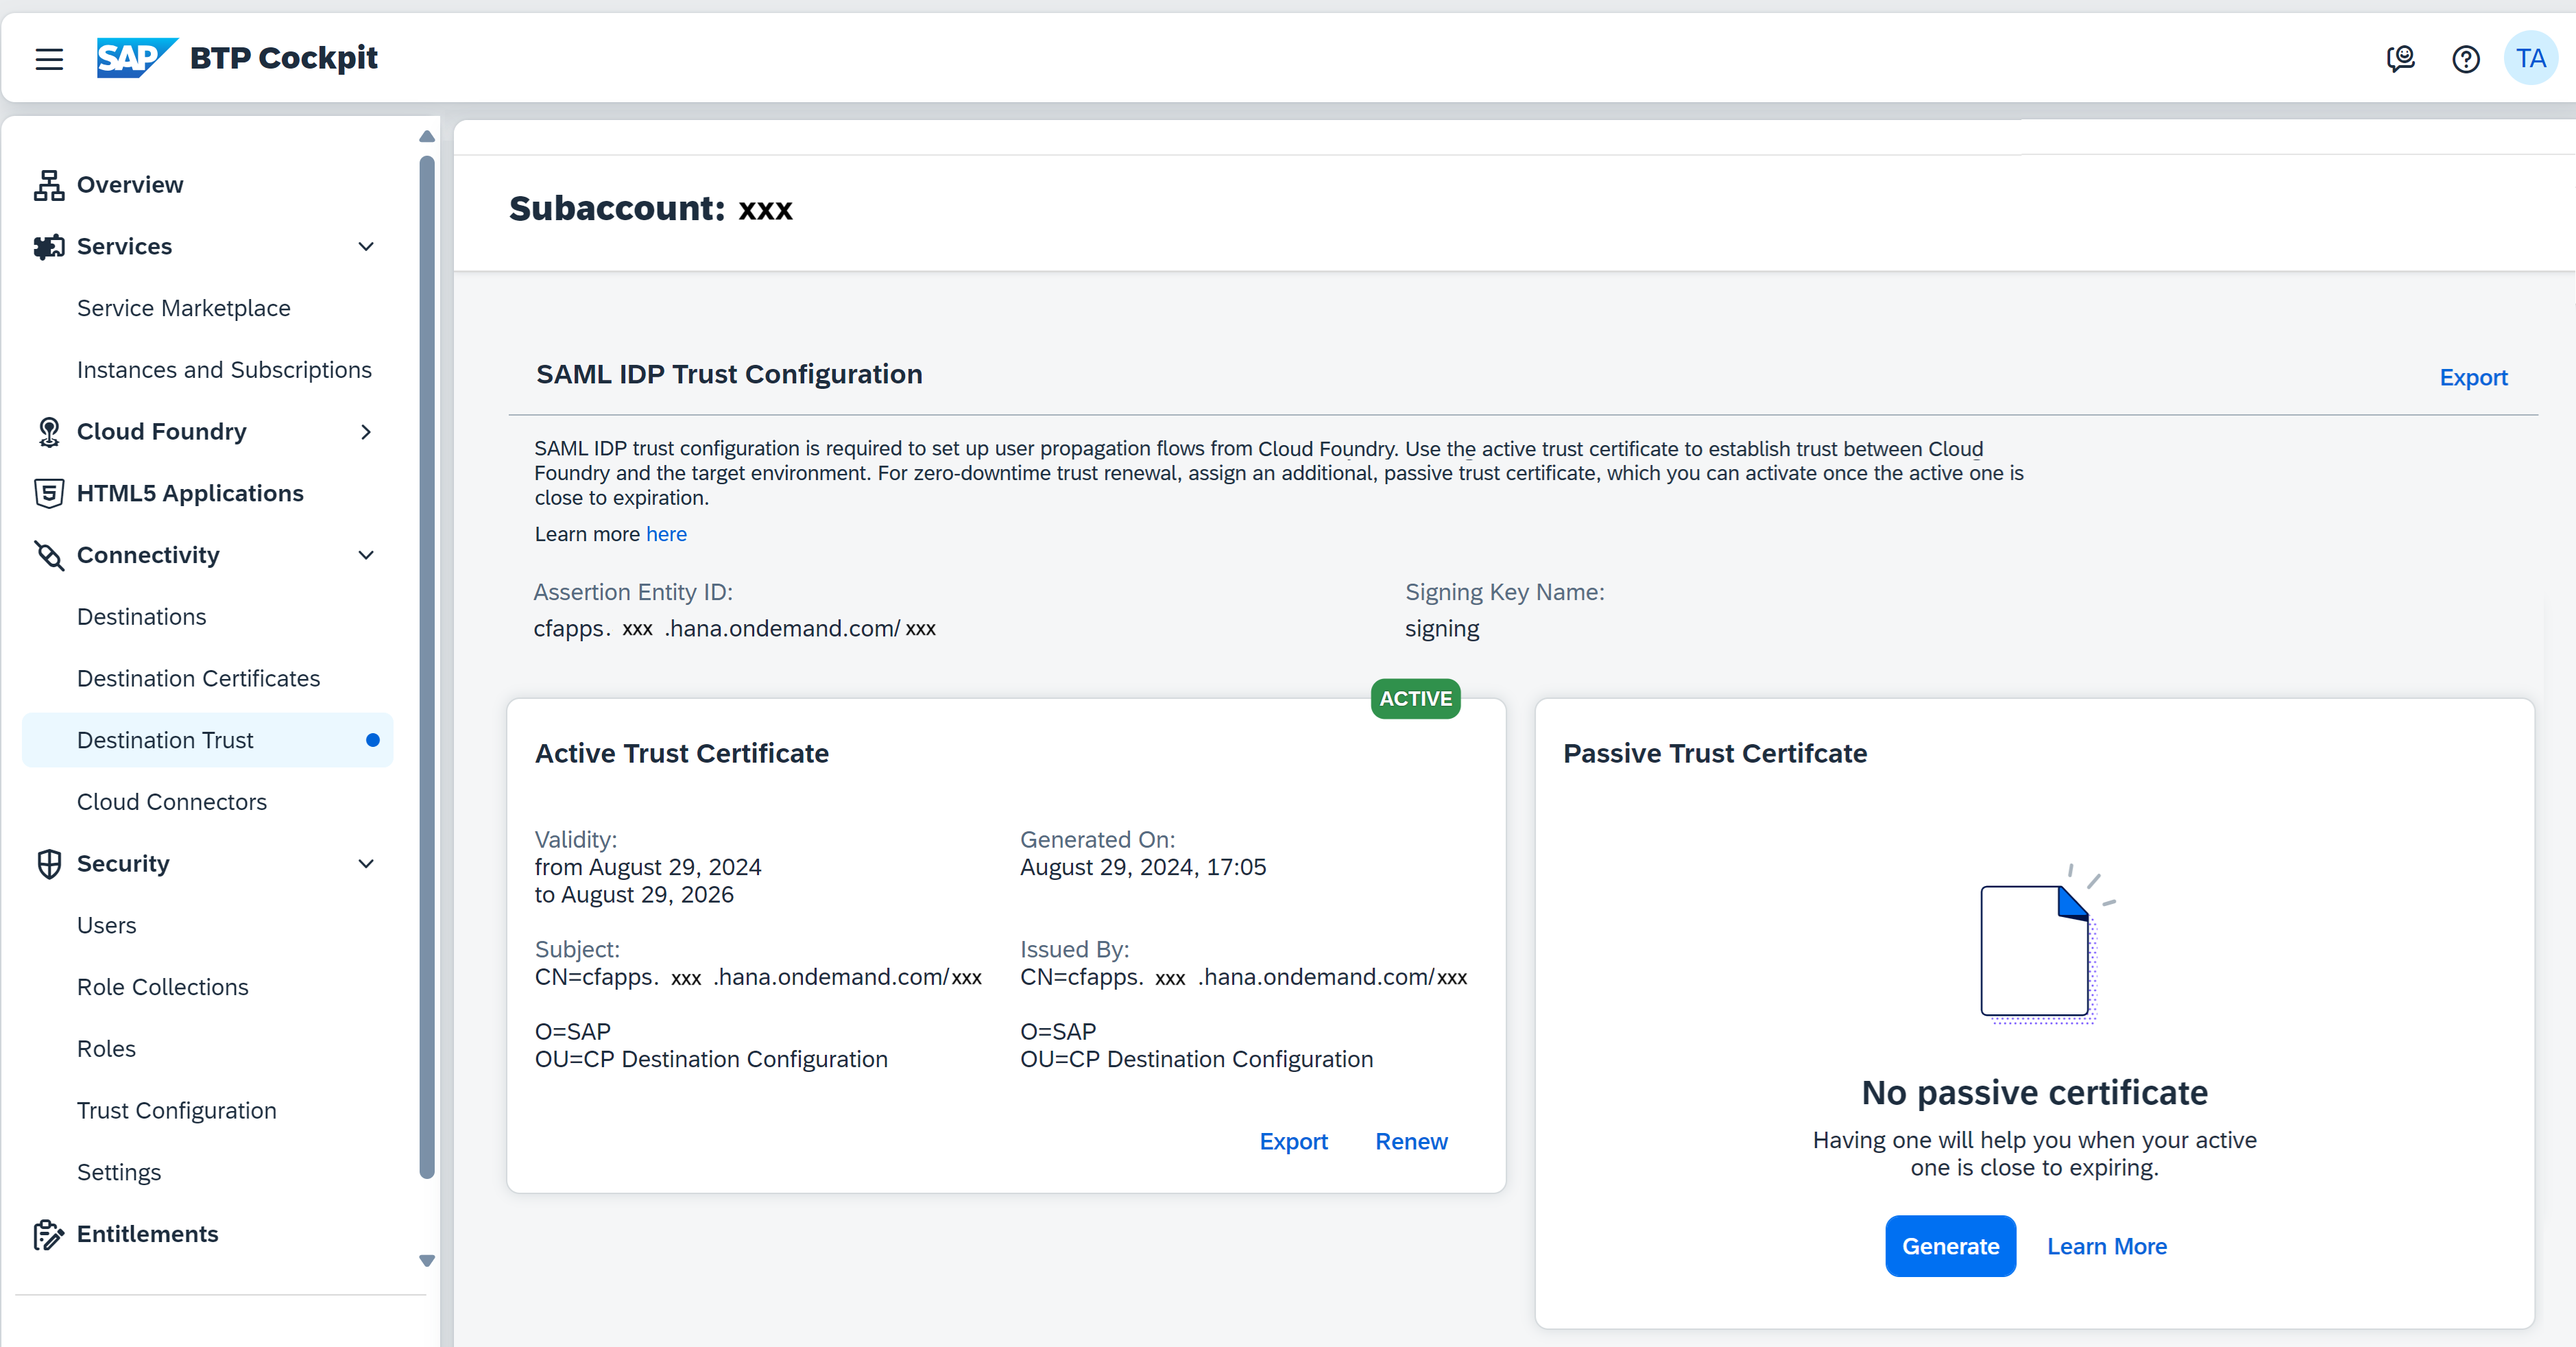 SAP BTP Cockpit
TA
Overview
Services
Service Marketplace
Instances and Subscriptions
Cloud Foundry
HTML5 Applications
Connectivity
Destinations
Destination Certificates
Destination Trust
Cloud Connectors
Security
Users
Role Collections
Roles
Trust Configuration
Settings
Entitlements
Subaccount: xxx
SAML IDP Trust Configuration
Export
SAML IDP trust configuration is required to set up user propagation flows from Cloud Foundry. Use the active trust certificate to establish trust between Cloud
Foundry and the target environment. For zero-downtime trust renewal, assign an additional, passive trust certificate, which you can activate once the active one is
close to expiration.
Learn more here
Assertion Entity ID:
cfapps. xxx .hana.ondemand.com/ xxx
Signing Key Name:
signing
ACTIVE
Active Trust Certificate
Validity:
from August 29, 2024
to August 29, 2026
Generated On:
August 29, 2024, 17:05
Subject:
CN=cfapps. xxx .hana.ondemand.com/xxx
O=SAP
OU=CP Destination Configuration
Issued By:
CN=cfapps. xxx .hana.ondemand.com/xxx
O=SAP
OU=CP Destination Configuration
Export Renew
Passive Trust Certifcate
No passive certificate
Having one will help you when your active
one is close to expiring.
Generate Learn More